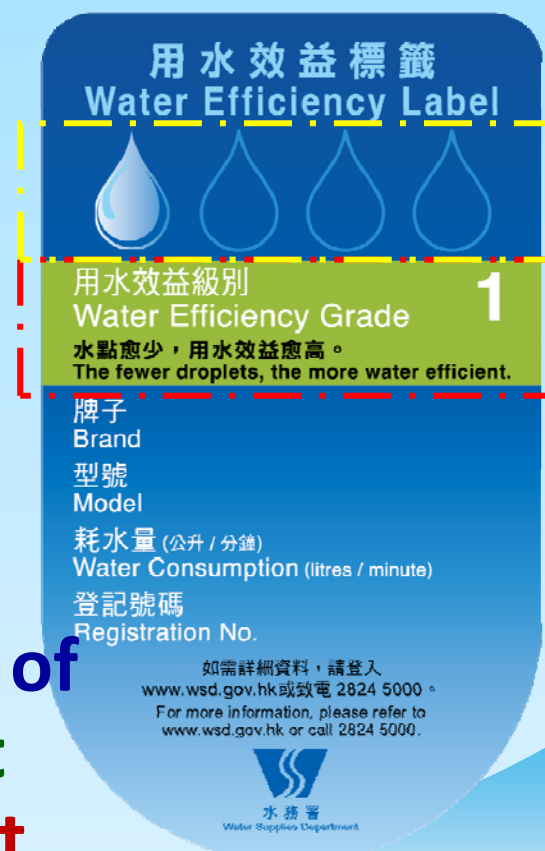 用水效益標籤
Water Efficiency Label
用水效益級別
Water Efficiency Grade 1
水點愈少，用水效益愈高。
The fewer droplets, the more water efficient.
牌子
Brand
型號
Model
耗水量 (公升 / 分鐘)
Water Consumption (litres / minute)
登記號碼
Registration No.
of
如需詳細資料，請登入
www.wsd.gov.hk或致電 2824 5000。
For more information, please refer to
www.wsd.gov.hk or call 2824 5000.
t
t
水務署
Water Supplies Department